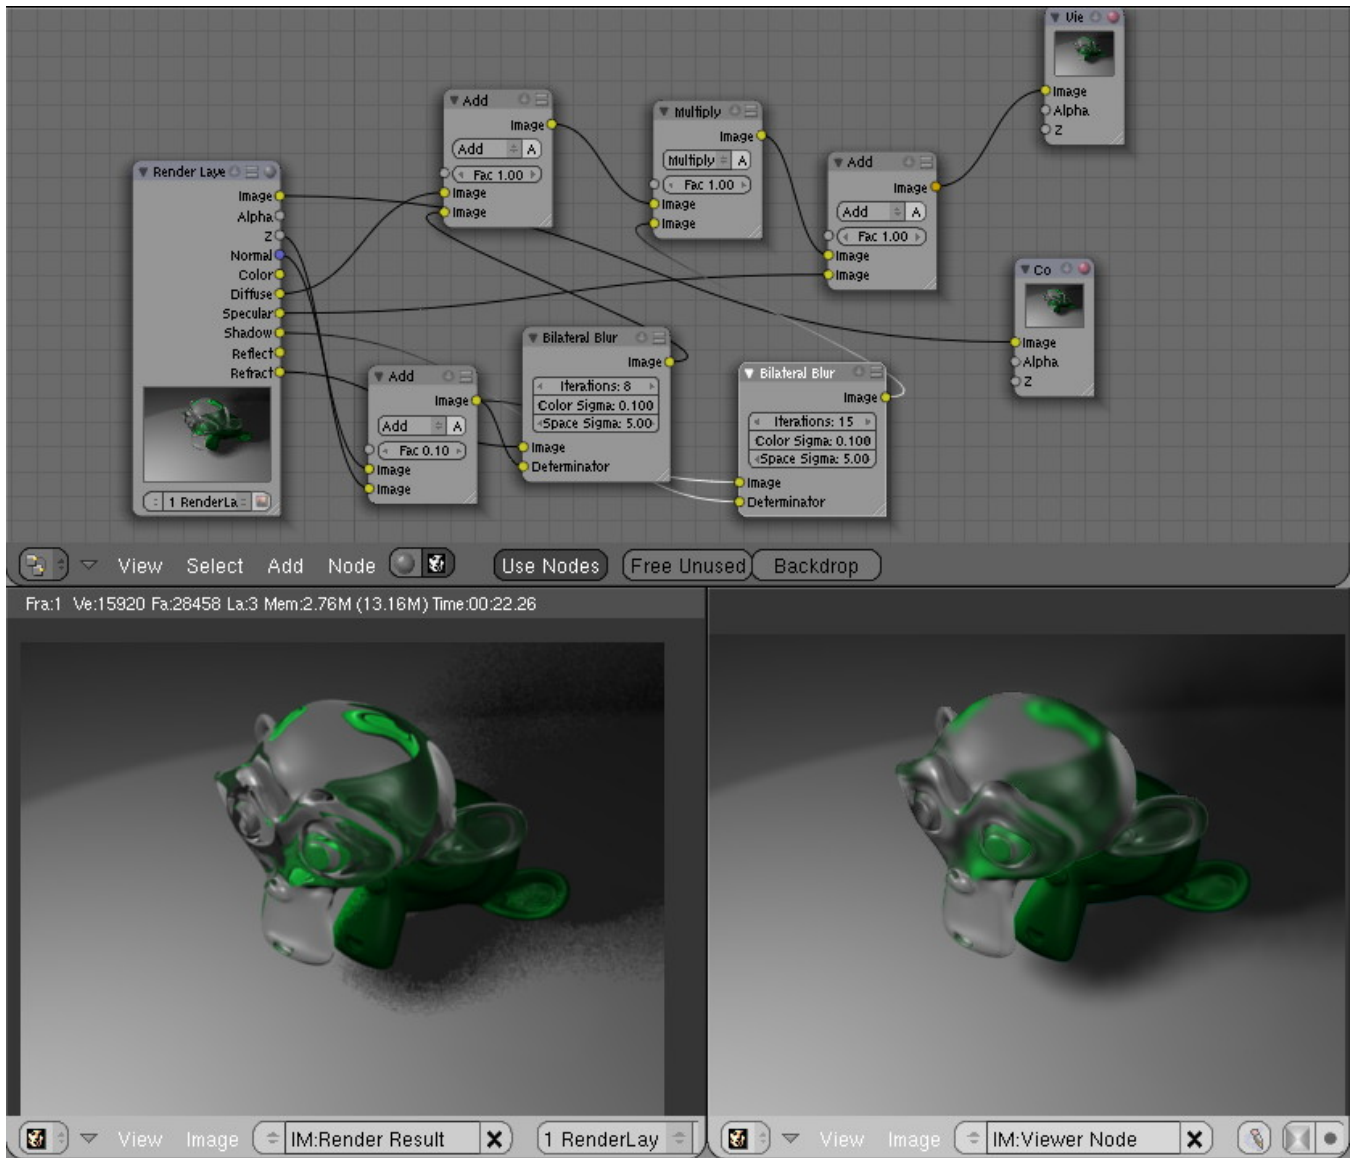 Vie
Image
Alpha
Z
Add
Image
Add
A
Fac 1.00
Image
Image
Multiply
Image
Multiply
A
Fac 1.00
Image
Image
Add
Image
Add
A
Fac 1.00
Image
Image
Render Laye
Image
Alpha
Z
Normal
Color
Diffuse
Specular
Shadow
Reflect
Refract
1 RenderLa
Co
Image
Alpha
Z
Add
Image
Add
A
Fac 0.10
Image
Image
Bilateral Blur
Image
Iterations: 8
Color Sigma: 0.100
Space Sigma: 5.00
Image
Determinator
Bilateral Blur
Image
Iterations: 15
Color Sigma: 0.100
Space Sigma: 5.00
Image
Determinator
View Select Add Node Use Nodes Free Unused Backdrop
Fra:1 Ve:15920 Fa:28458 La:3 Mem:2.76M (13.16M) Time:00:22.26
View Image IM:Render Result X 1 RenderLay
View Image IM:Viewer Node X